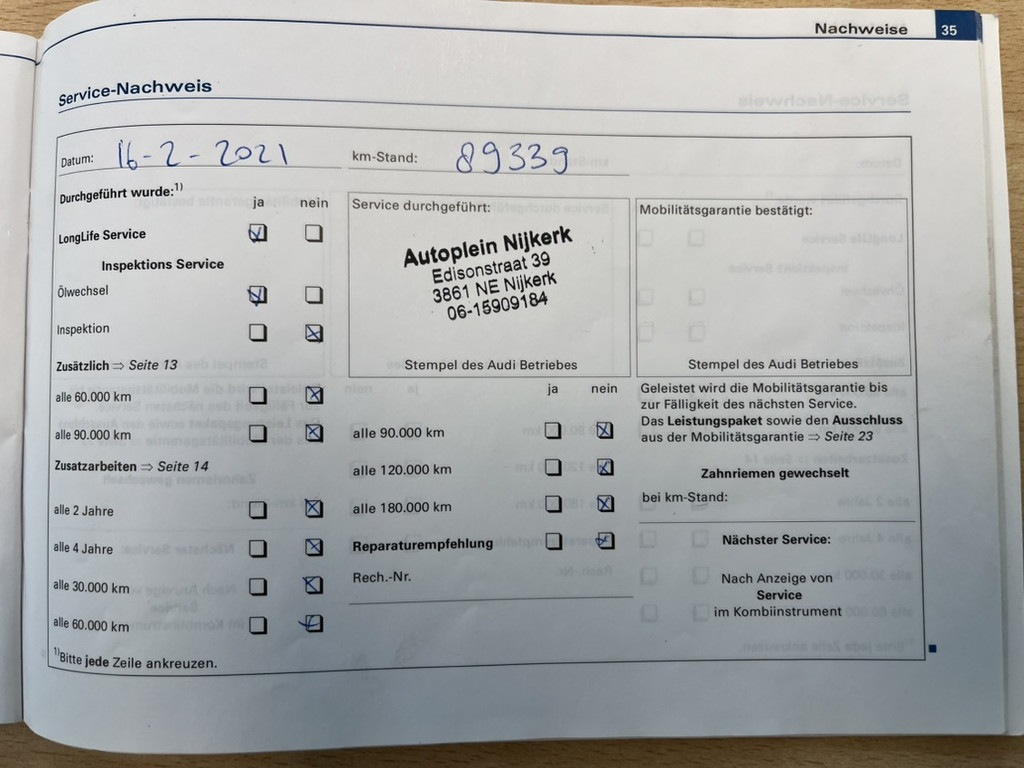 Nachweise 35
Service-Nachweis
Datum: 16-2-2021 km-Stand: 89339
Durchgeführt wurde:1)
ja nein
LongLife Service
Inspektions Service
Ölwechsel
Inspektion
Zusätzlich ⇒ Seite 13
alle 60.000 km
alle 90.000 km
Zusatzarbeiten ⇒ Seite 14
alle 2 Jahre
alle 4 Jahre
alle 30.000 km
alle 60.000 km
1)Bitte jede Zeile ankreuzen.
Service durchgeführt:
Autoplein Nijkerk
Edisonstraat 39
3861 NE Nijkerk
06-15909184
Stempel des Audi Betriebes
ja nein
alle 90.000 km
alle 120.000 km
alle 180.000 km
Reparaturempfehlung
Rech.-Nr.
Mobilitätsgarantie bestätigt:
Stempel des Audi Betriebes
Geleistet wird die Mobilitätsgarantie bis
zur Fälligkeit des nächsten Service.
Das Leistungspaket sowie den Ausschluss
aus der Mobilitätsgarantie ⇒ Seite 23
Zahnriemen gewechselt
bei km-Stand:
Nächster Service:
Nach Anzeige von
Service
im Kombiinstrument